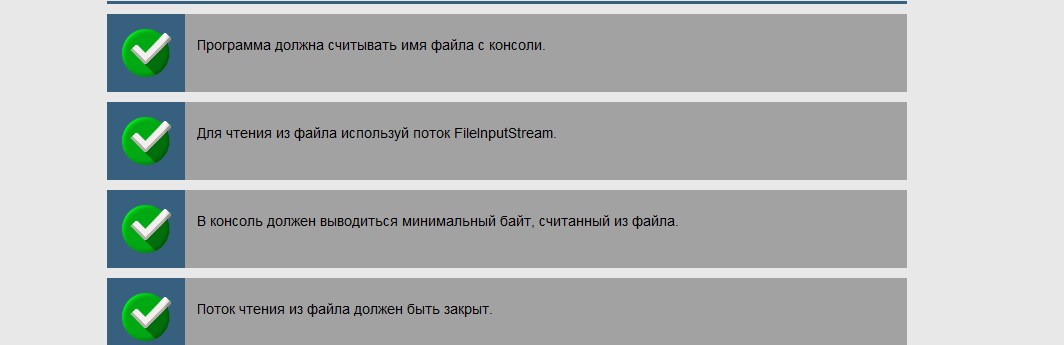 Программа должна считывать имя файла с консоли.
Для чтения из файла используй поток FileInputStream.
В консоль должен выводиться минимальный байт, считанный из файла.
Поток чтения из файла должен быть закрыт.